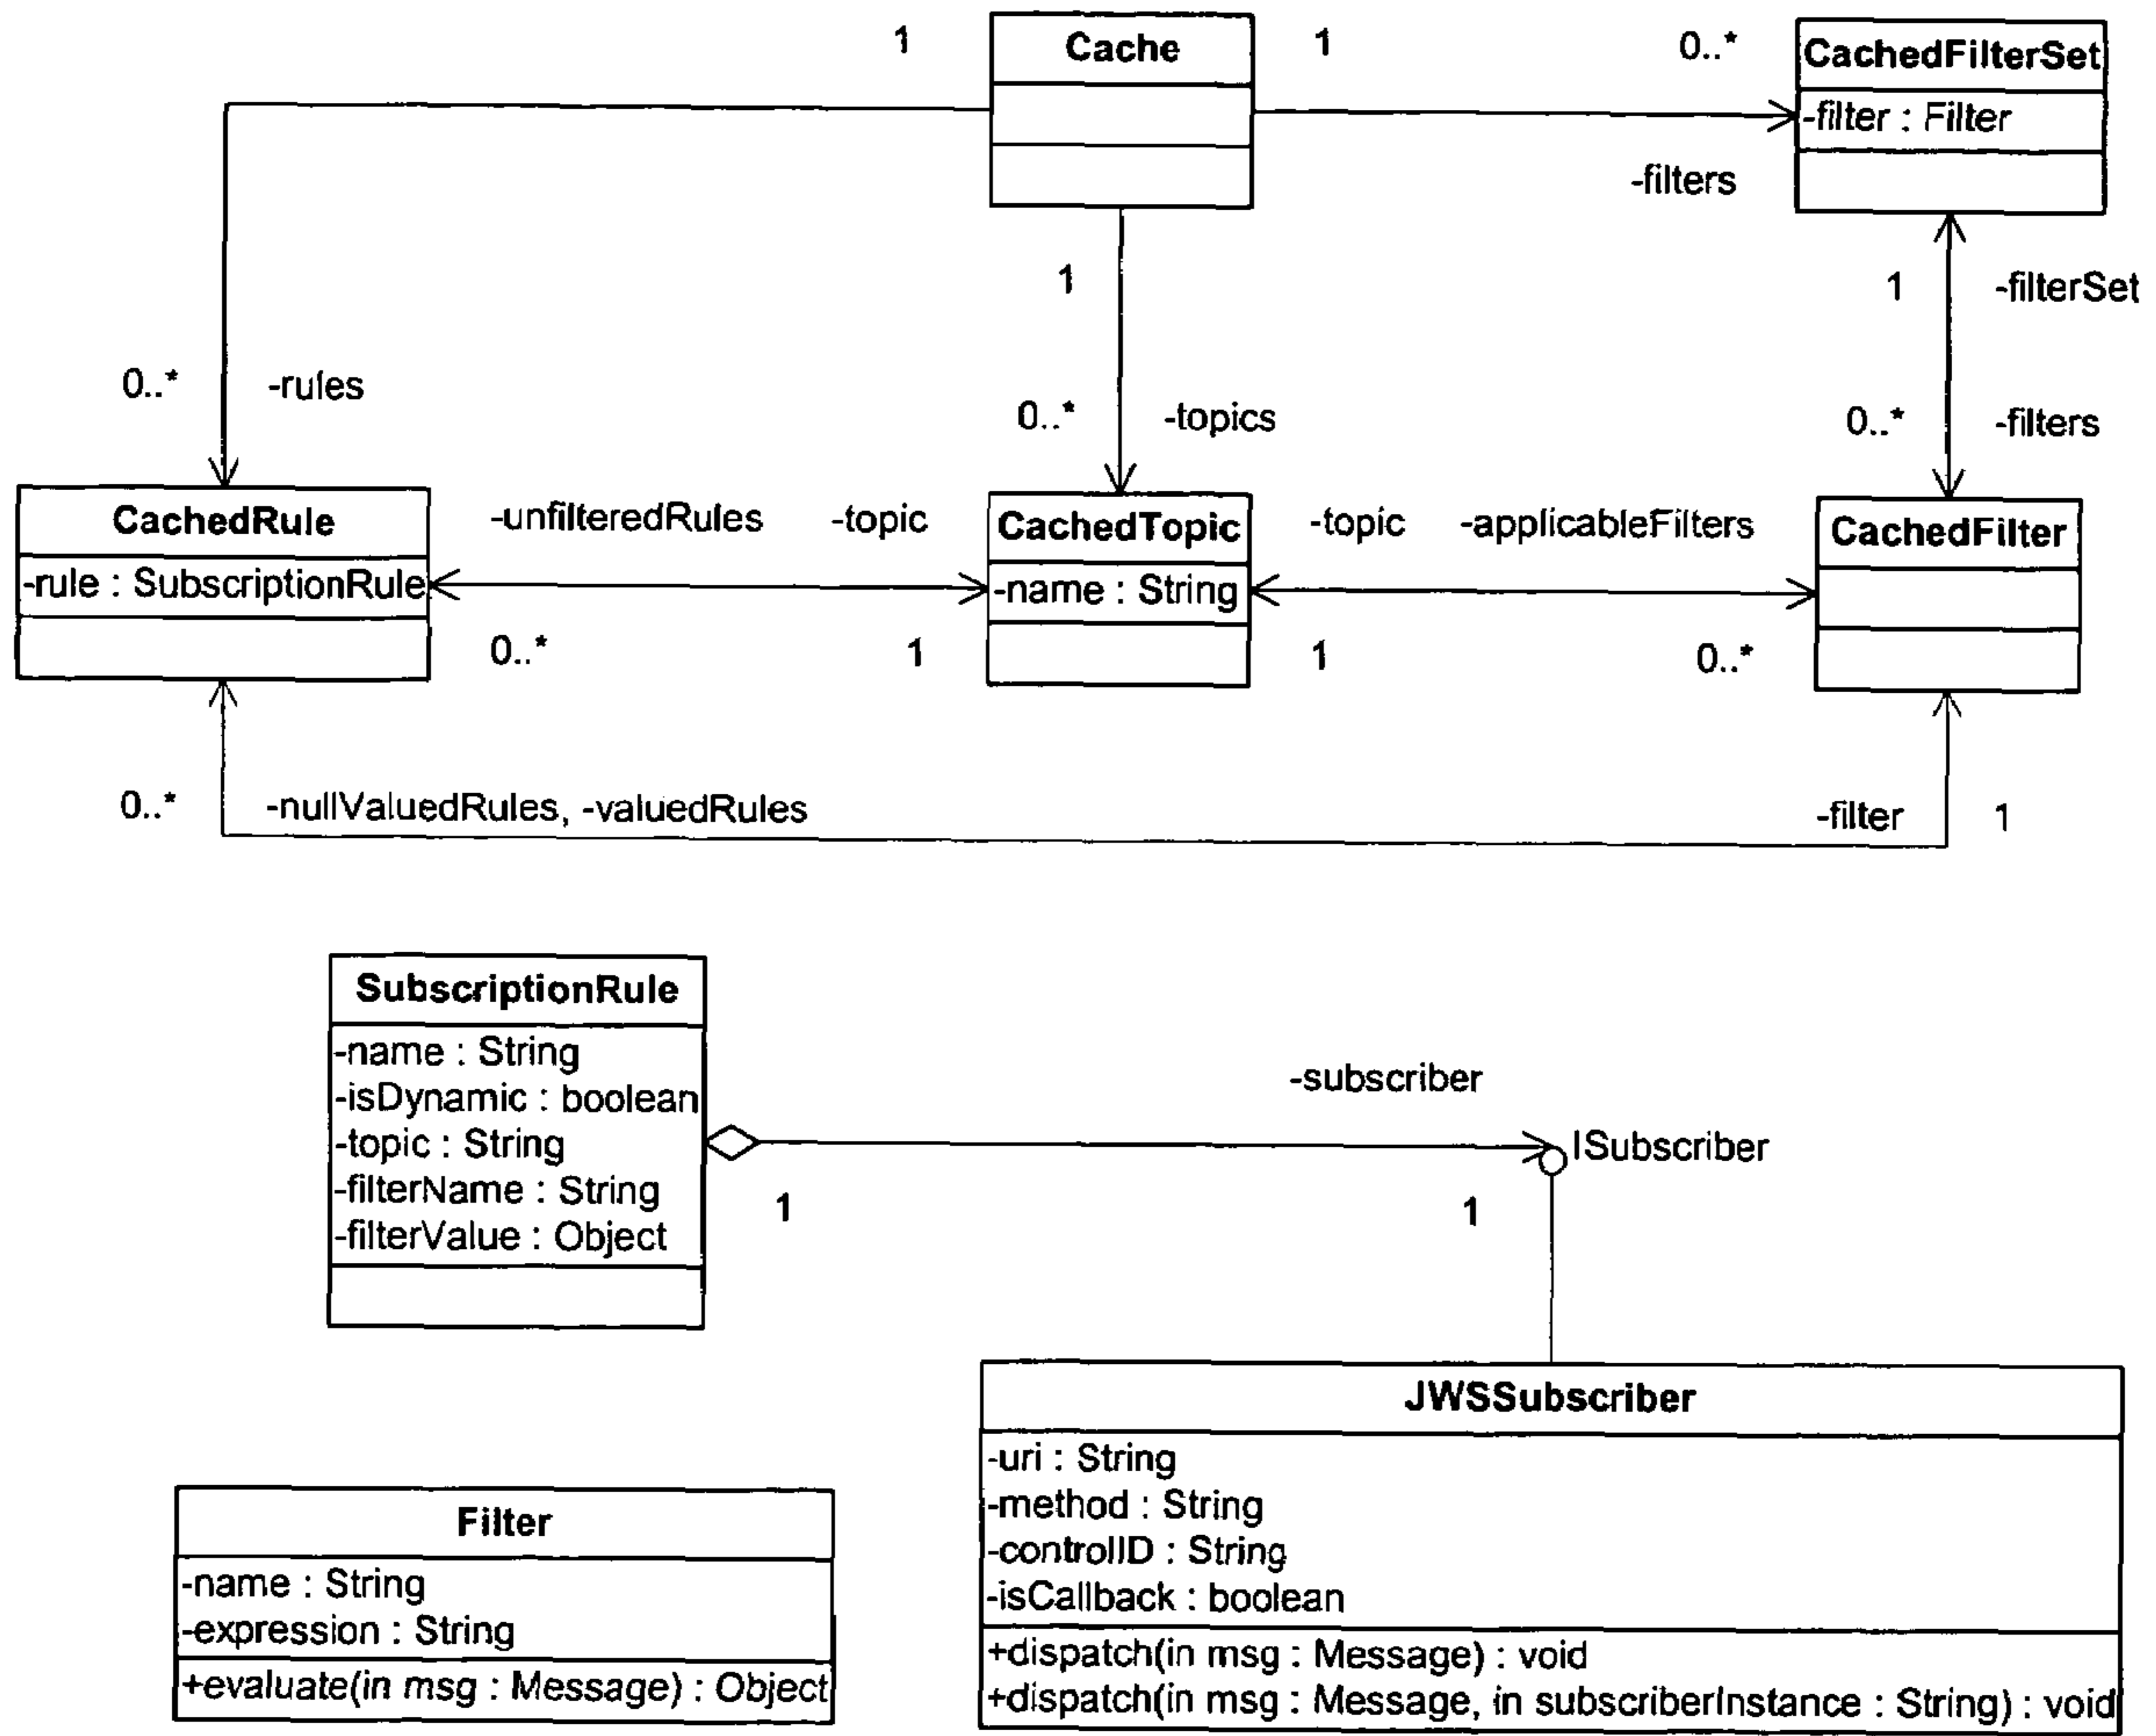 1
Cache
1
0..*
CachedFilterSet
-filter : Filter
-filters
1
1
-filterSet
0..*
-rules
0..*
-topics
0..*
-filters
CachedRule
-rule : SubscriptionRule
-unfilteredRules
-topic
CachedTopic
-name : String
-topic
-applicableFilters
CachedFilter
0..*
1
1
0..*
0..*
-nullValuedRules, -valuedRules
-filter
1
SubscriptionRule
-name : String
-isDynamic : boolean
-topic : String
-filterName : String
-filterValue : Object
-subscriber
ISubscriber
1
1
JWSSubscriber
-uri : String
-method : String
-controlID : String
-isCallback : boolean
+dispatch(in msg : Message) : void
+dispatch(in msg : Message, in subscriberInstance : String) : void
Filter
-name : String
-expression : String
+evaluate(in msg : Message) : Object